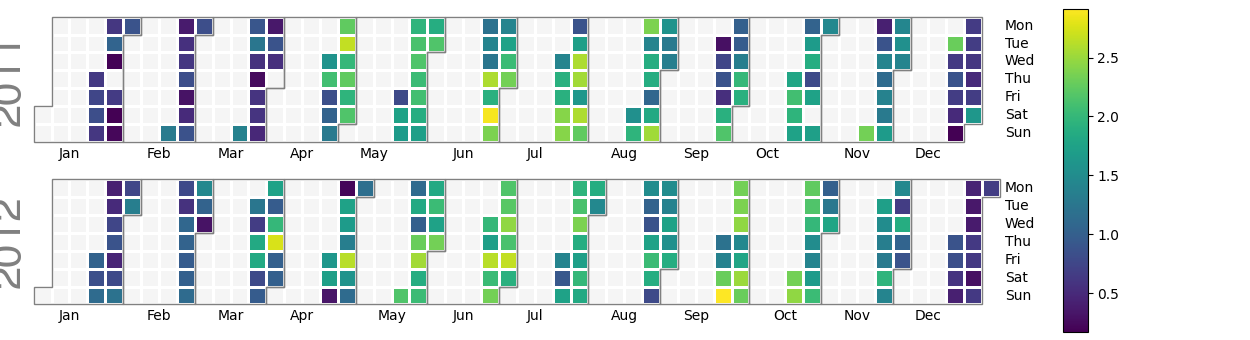 2011
Mon
Tue
Wed
Thu
Fri
Sat
Sun
Jan Feb Mar Apr May Jun Jul Aug Sep Oct Nov Dec
2012
Mon
Tue
Wed
Thu
Fri
Sat
Sun
Jan Feb Mar Apr May Jun Jul Aug Sep Oct Nov Dec
2.5
2.0
1.5
1.0
0.5